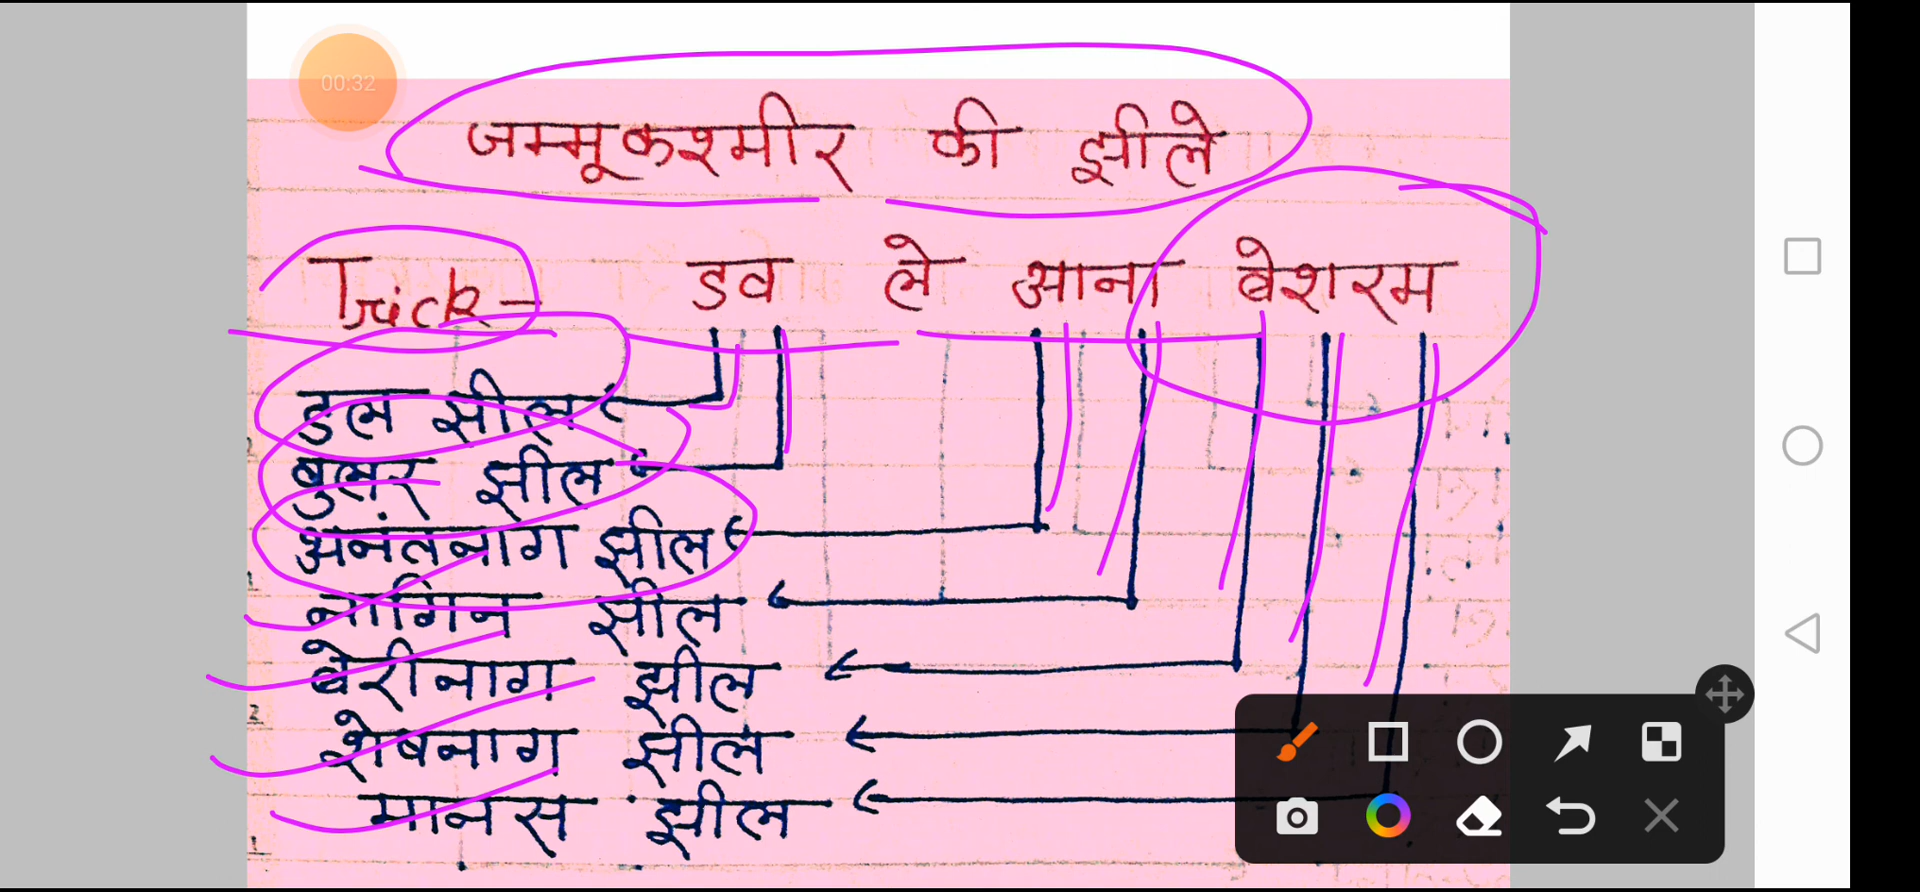 00:32
जम्मूकश्मीर की झीले
Trick- डव ले आना बेशरम
डल झील
बुलर झील
अनंतनाग झील
नागिन झील
बेरीनाग झील
शेषनाग झील
मानस झील